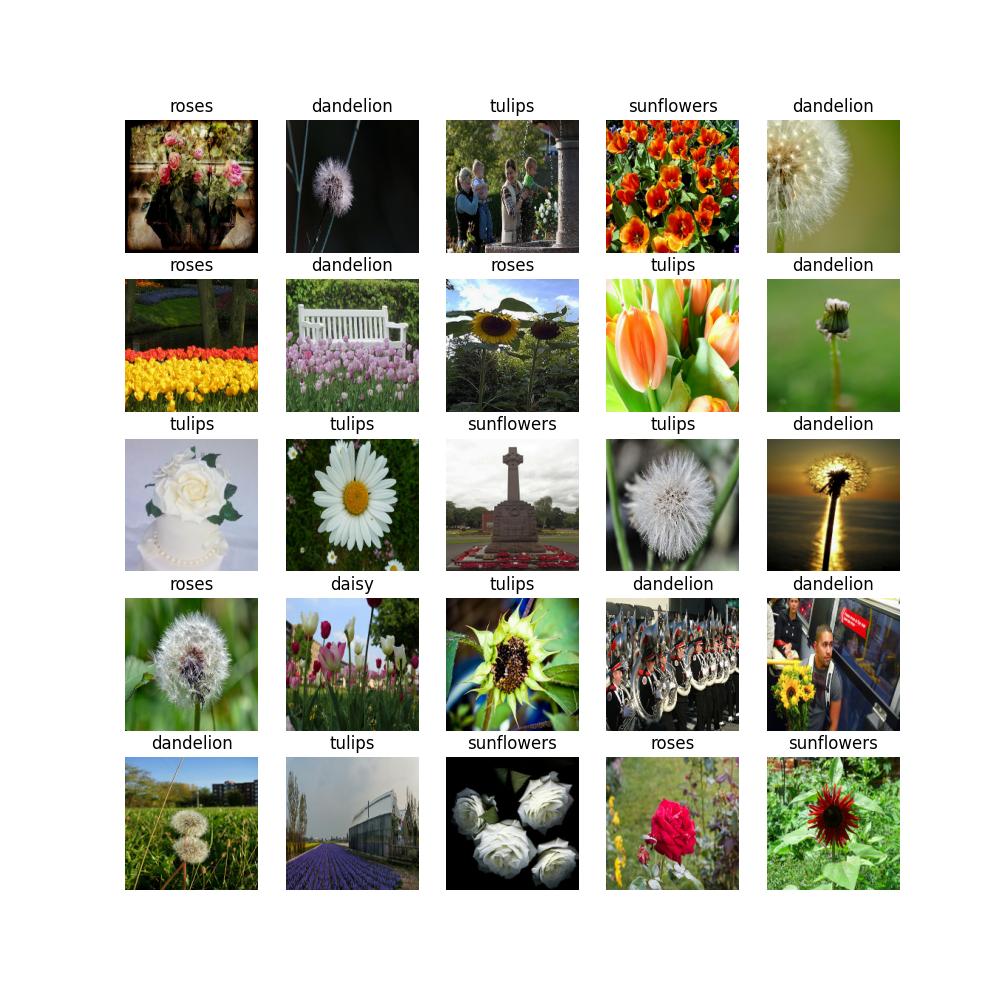 roses dandelion tulips sunflowers dandelion
roses dandelion roses tulips dandelion
tulips tulips sunflowers tulips dandelion
roses daisy tulips dandelion dandelion
dandelion tulips sunflowers roses sunflowers